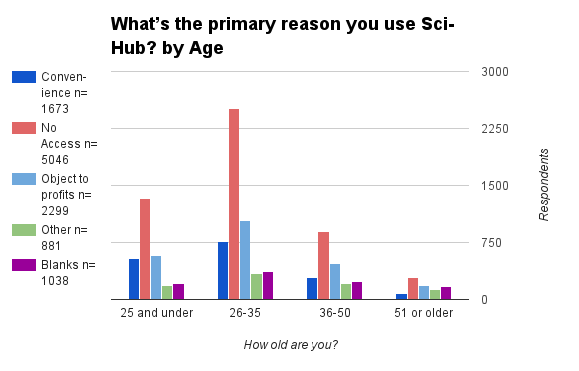 What's the primary reason you use Sci-
Hub? by Age
Conven-
ience n=
1673
No
Access n=
5046
Object to
profits n=
2299
Other n=
881
Blanks n=
1038
3000
2250
1500
750
0
Respondents
25 and under
26-35
36-50
51 or older
How old are you?